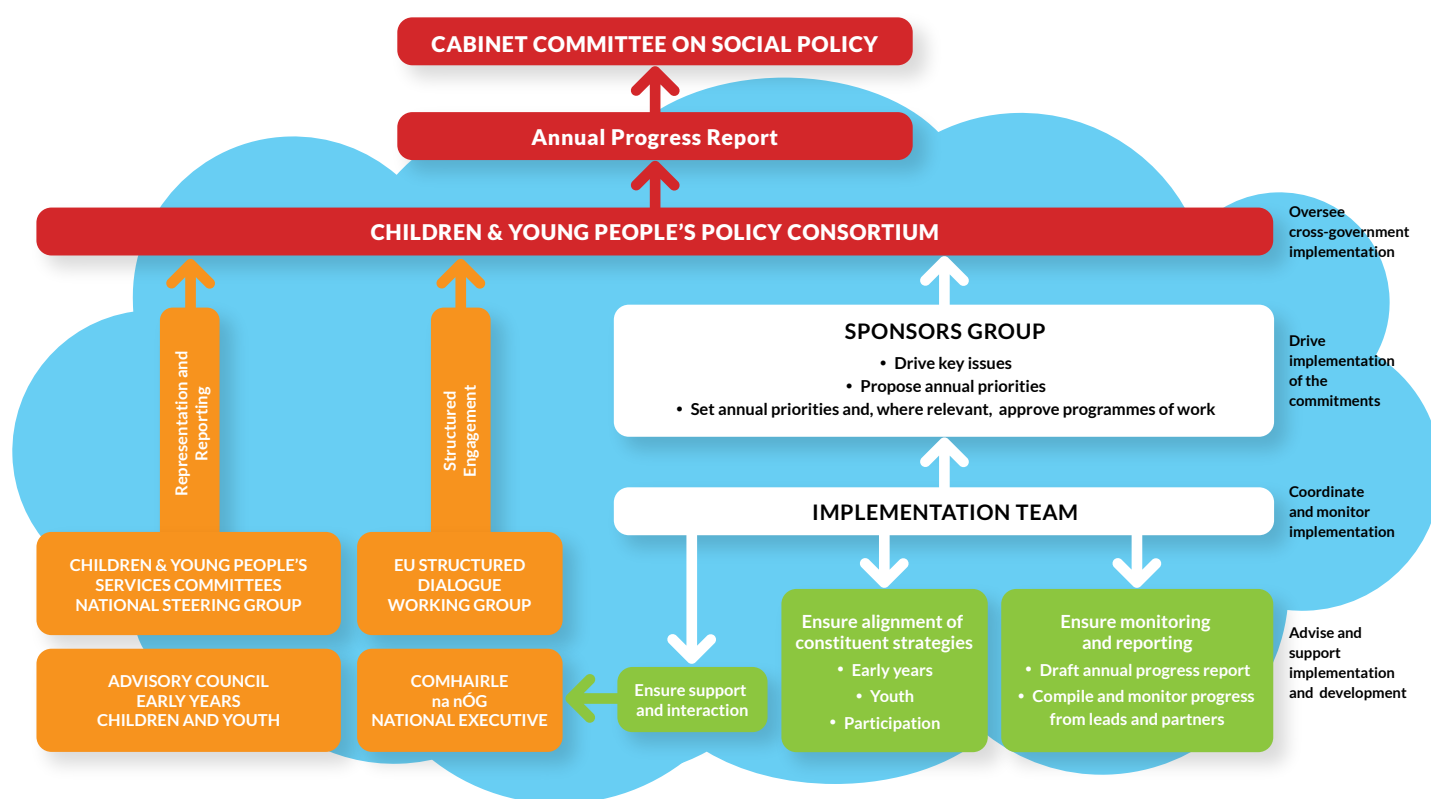 CABINET COMMITTEE ON SOCIAL POLICY
Annual Progress Report
CHILDREN & YOUNG PEOPLE'S POLICY CONSORTIUM
Oversee
cross-government
implementation
Representation and
Reporting
Structured
Engagement
SPONSORS GROUP
• Drive key issues
• Propose annual priorities
• Set annual priorities and, where relevant, approve programmes of work
Drive
implementation
of the
commitments
IMPLEMENTATION TEAM
Coordinate
and monitor
implementation
CHILDREN & YOUNG PEOPLE'S
SERVICES COMMITTEES
NATIONAL STEERING GROUP
EU STRUCTURED
DIALOGUE
WORKING GROUP
ADVISORY COUNCIL
EARLY YEARS
CHILDREN AND YOUTH
COMHAIRLE
na nÓG
NATIONAL EXECUTIVE
Ensure support
and interaction
Ensure alignment of
constituent strategies
• Early years
• Youth
• Participation
Ensure monitoring
and reporting
• Draft annual progress report
• Compile and monitor progress
from leads and partners
Advise and
support
implementation
and development